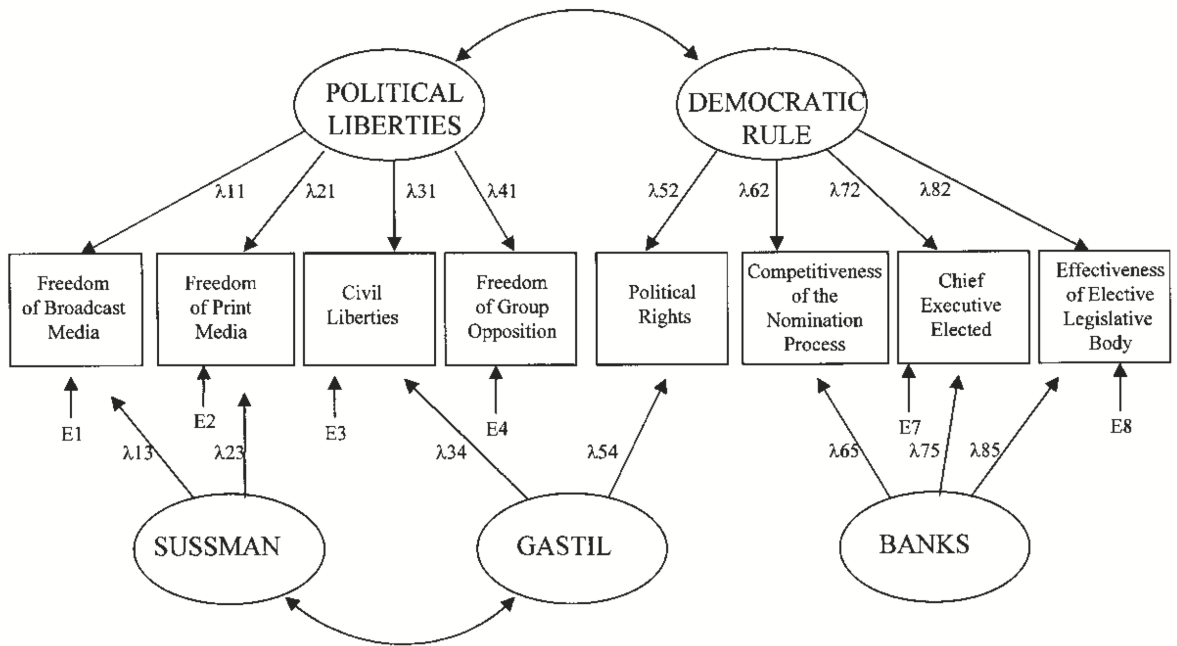 POLITICAL
LIBERTIES
DEMOCRATIC
RULE
λ11
λ21
λ31
λ41
λ52
λ62
λ72
λ82
Freedom
of Broadcast
Media
Freedom
of Print
Media
Civil
Liberties
Freedom
of Group
Opposition
Political
Rights
Competitiveness
of the
Nomination
Process
Chief
Executive
Elected
Effectiveness
of Elective
Legislative
Body
E1
E2
E3
E4
E7
E8
λ13
λ23
λ34
λ54
λ65
λ75
λ85
SUSSMAN
GASTIL
BANKS